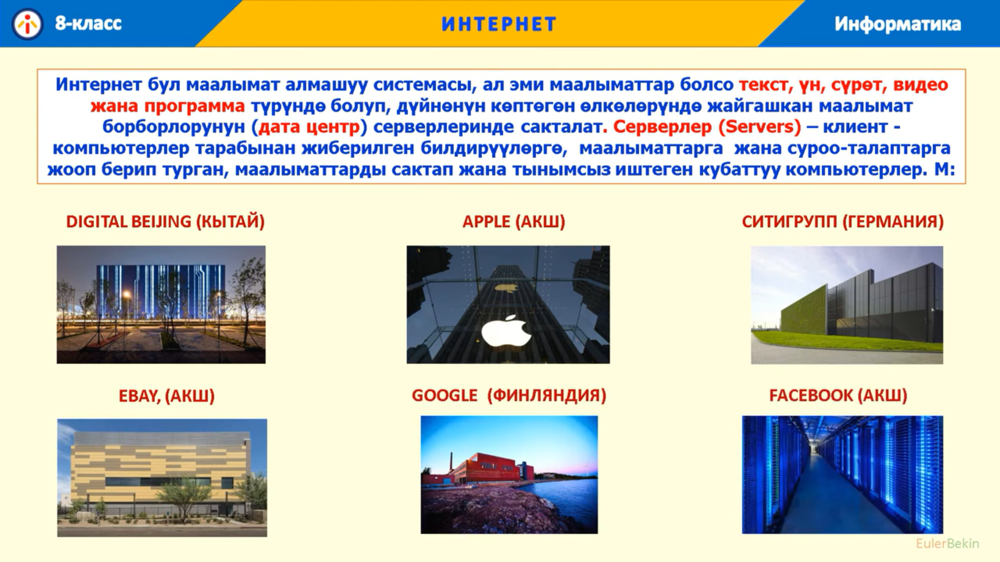 8-класс
ИНТЕРНЕТ
Информатика
Интернет бул маалымат алмашуу системасы, ал эми маалыматтар болсо текст, үн, сүрөт, видео
жана программа түрүндө болуп, дүйнөнүн көптөгөн өлкөлөрүндө жайгашкан маалымат
борборлорунун (дата центр) серверлеринде сакталат. Серверлер (Servers) – клиент -
компьютерлер тарабынан жиберилген билдирүүлөргө, маалыматтарга жана суроо-талаптарга
жооп берип турган, маалыматтарды сактап жана тынымсыз иштеген кубаттуу компьютерлер. М:
DIGITAL BEIJING (КЫТАЙ)
APPLE (АКШ)
СИТИГРУПП (ГЕРМАНИЯ)
EBAY, (АКШ)
GOOGLE (ФИНЛЯНДИЯ)
FACEBOOK (АКШ)
EulerBekin